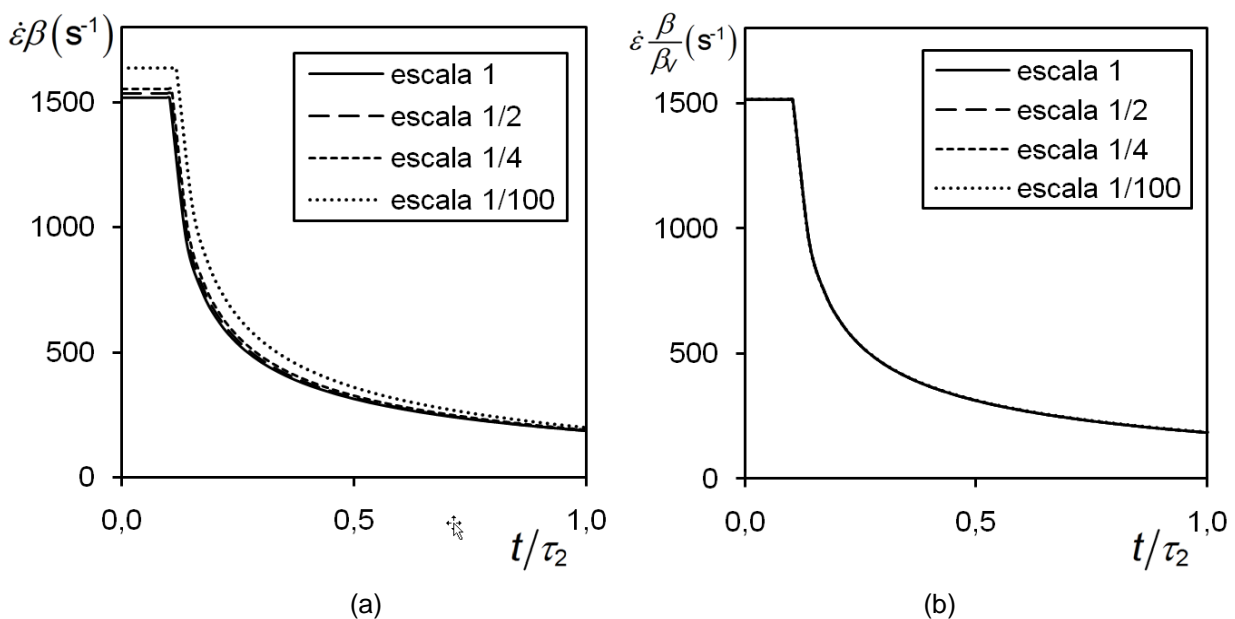 ε̇β(s⁻¹)
escala 1
escala 1/2
escala 1/4
escala 1/100
1500
1000
500
0
0,0
0,5
1,0
t/τ₂
(a)
ε̇ β/βᵥ (s⁻¹)
escala 1
escala 1/2
escala 1/4
escala 1/100
1500
1000
500
0
0,0
0,5
1,0
t/τ₂
(b)